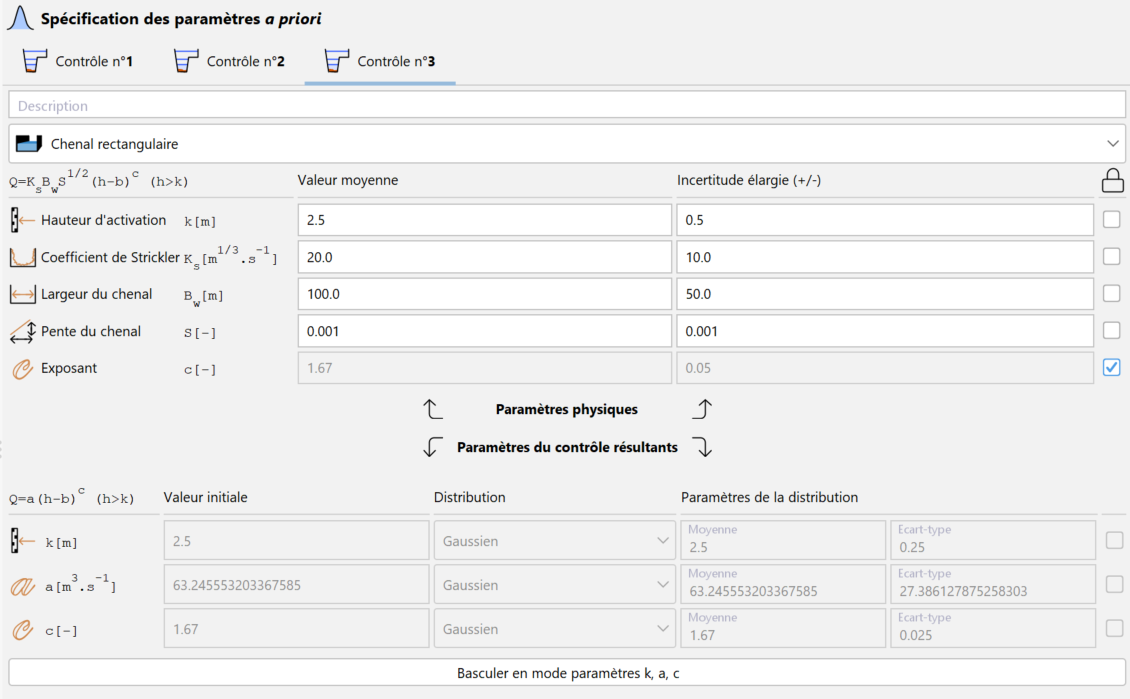 Spécification des paramètres a priori
Contrôle n°1 Contrôle n°2 Contrôle n°3
Description
Chenal rectangulaire
Q=K_sB_wS^1/2(h-b)^c (h>k) Valeur moyenne Incertitude élargie (+/-)
Hauteur d'activation k[m] 2.5 0.5
Coefficient de Strickler K_s[m^1/3.s^-1] 20.0 10.0
Largeur du chenal B_w[m] 100.0 50.0
Pente du chenal S[-] 0.001 0.001
Exposant c[-] 1.67 0.05
Paramètres physiques
Paramètres du contrôle résultants
Q=a(h-b)^c (h>k) Valeur initiale Distribution Paramètres de la distribution
k[m] 2.5 Gaussien Moyenne 2.5 Ecart-type 0.25
a[m^3.s^-1] 63.245553203367585 Gaussien Moyenne 63.245553203367585 Ecart-type 27.386127875258303
c[-] 1.67 Gaussien Moyenne 1.67 Ecart-type 0.025
Basculer en mode paramètres k, a, c